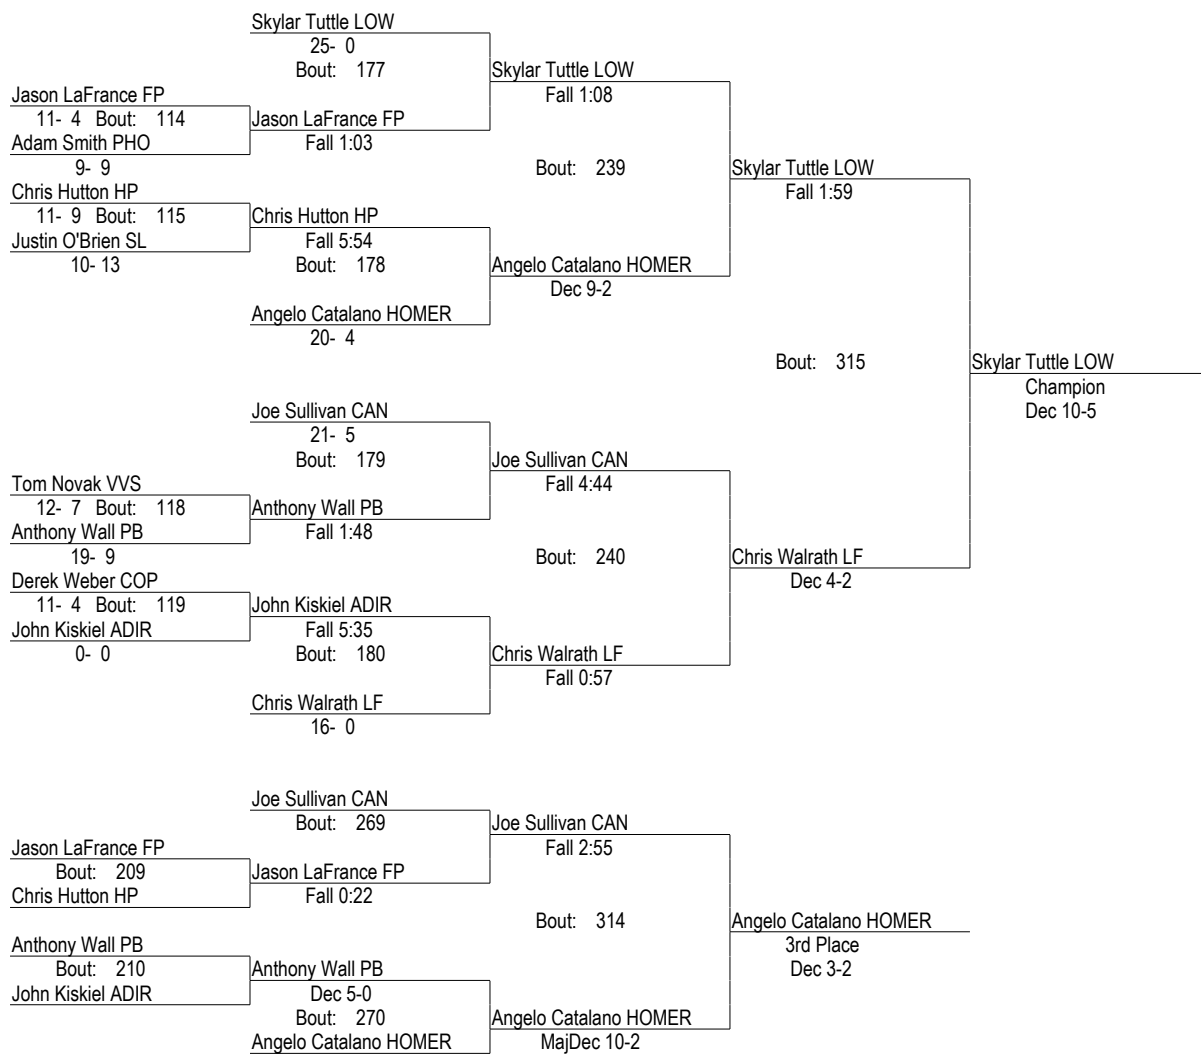 Skylar Tuttle LOW
25- 0
Bout: 177
Skylar Tuttle LOW
Jason LaFrance FP
Fall 1:08
11- 4 Bout: 114
Jason LaFrance FP
Adam Smith PHO
Fall 1:03
9- 9
Bout: 239
Skylar Tuttle LOW
Chris Hutton HP
Fall 1:59
11- 9 Bout: 115
Chris Hutton HP
Justin O'Brien SL
Fall 5:54
10- 13
Bout: 178
Angelo Catalano HOMER
Dec 9-2
Angelo Catalano HOMER
20- 4
Bout: 315
Skylar Tuttle LOW
Champion
Joe Sullivan CAN
Dec 10-5
21- 5
Bout: 179
Joe Sullivan CAN
Tom Novak VVS
Fall 4:44
12- 7 Bout: 118
Anthony Wall PB
Anthony Wall PB
Fall 1:48
19- 9
Bout: 240
Chris Walrath LF
Derek Weber COP
Dec 4-2
11- 4 Bout: 119
John Kiskiel ADIR
John Kiskiel ADIR
Fall 5:35
0- 0
Bout: 180
Chris Walrath LF
Fall 0:57
Chris Walrath LF
16- 0
Joe Sullivan CAN
Bout: 269
Joe Sullivan CAN
Jason LaFrance FP
Fall 2:55
Bout: 209
Jason LaFrance FP
Chris Hutton HP
Fall 0:22
Bout: 314
Angelo Catalano HOMER
Anthony Wall PB
3rd Place
Bout: 210
Anthony Wall PB
Dec 3-2
John Kiskiel ADIR
Dec 5-0
Bout: 270
Angelo Catalano HOMER
Angelo Catalano HOMER
MajDec 10-2